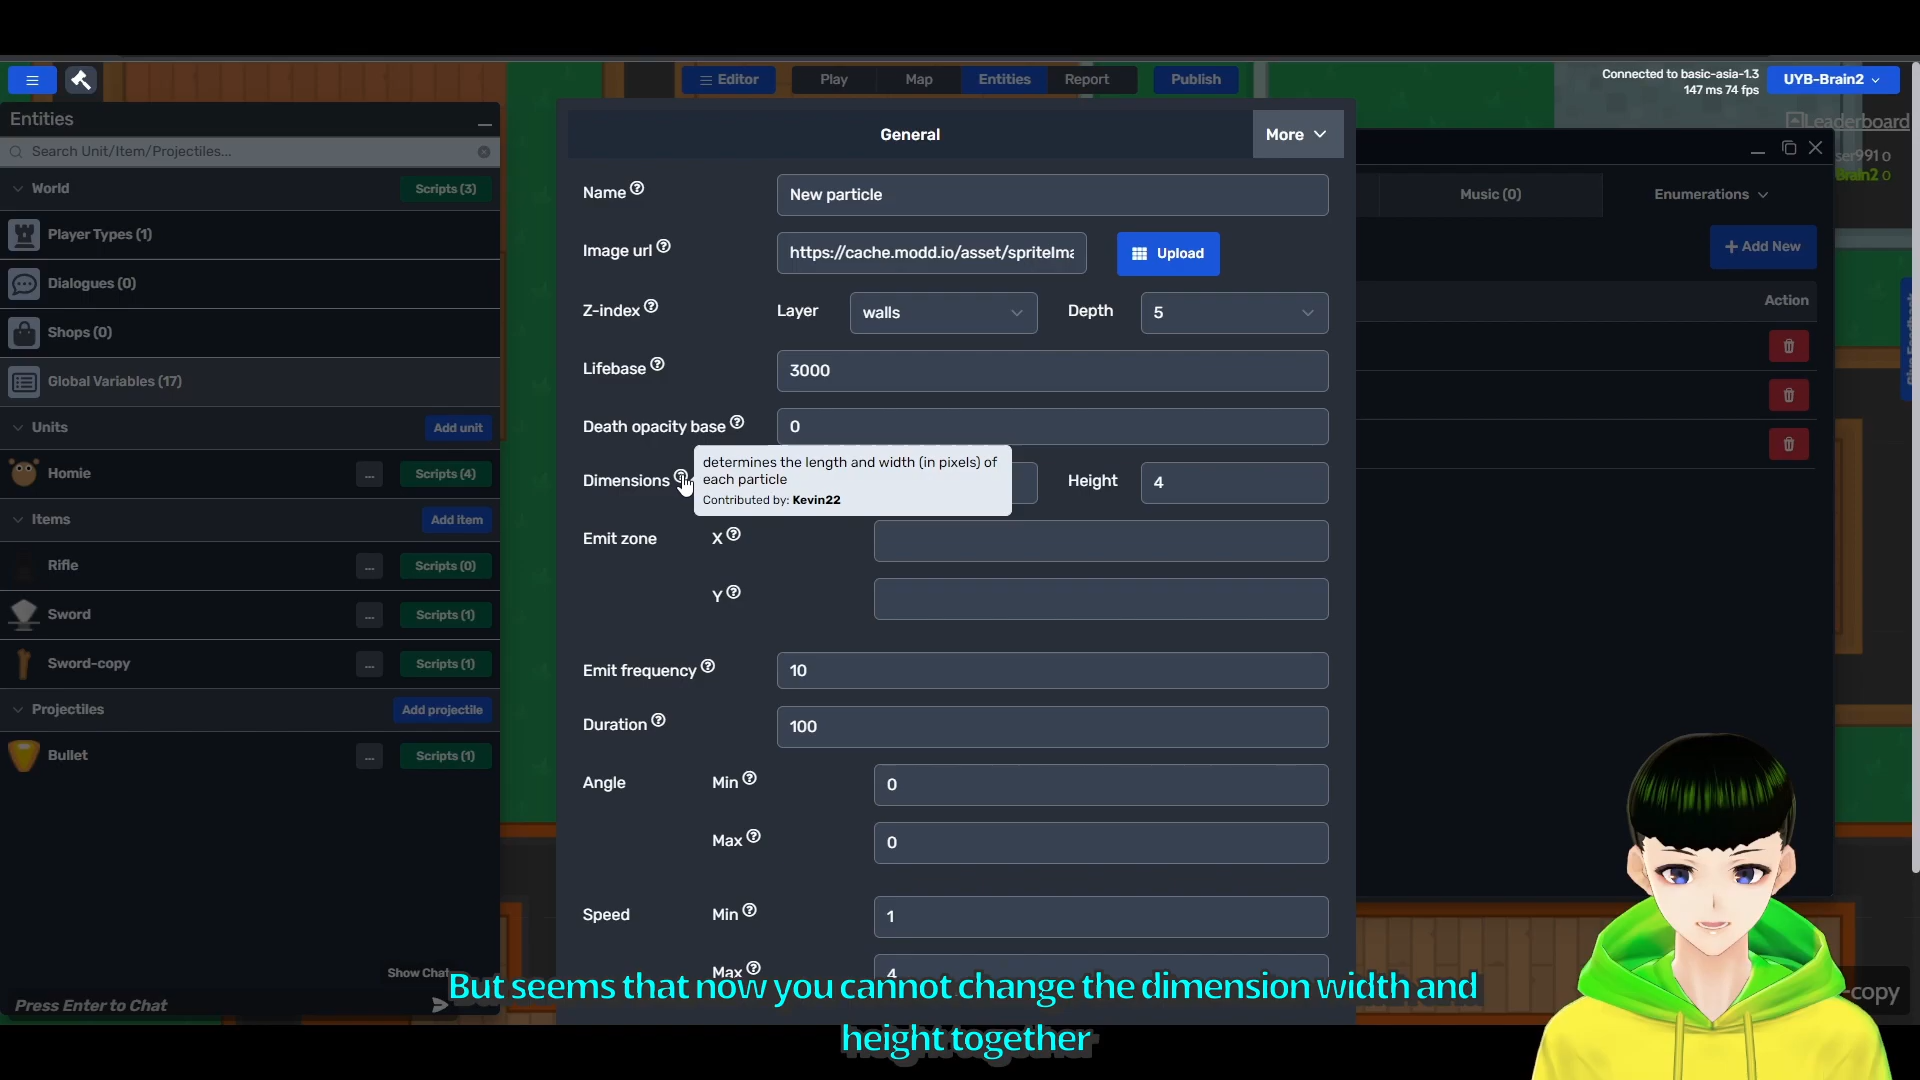 Editor
Play
Map
Entities
Report
Publish
Connected to basic-asia-1.3
147 ms 74 fps
UYB-Brain2
Leaderboard
ser991 0
Brain2 0
Entities
Search Unit/Item/Projectiles...
World
Scripts (3)
Player Types (1)
Dialogues (0)
Shops (0)
Global Variables (17)
Units
Add unit
Homie
...
Scripts (4)
Items
Add item
Rifle
...
Scripts (0)
Sword
...
Scripts (1)
Sword-copy
...
Scripts (1)
Projectiles
Add projectile
Bullet
...
Scripts (1)
Show Chat
Press Enter to Chat
General
More
Name
New particle
Image url
https://cache.modd.io/asset/spriteIma
Upload
Z-index
Layer
walls
Depth
5
Lifebase
3000
Death opacity base
0
Dimensions
determines the length and width (in pixels) of
each particle
Contributed by: Kevin22
Height
4
Emit zone
X
Y
Emit frequency
10
Duration
100
Angle
Min
0
Max
0
Speed
Min
1
Max
4
Music (0)
Enumerations
+ Add New
Action
-copy
But seems that now you cannot change the dimension width and
height together